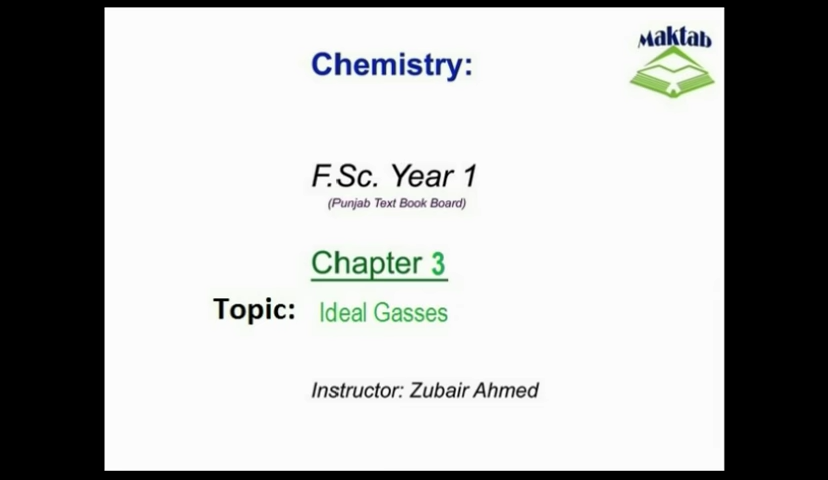 Maktab
Chemistry:
F.Sc. Year 1
(Punjab Text Book Board)
Chapter 3
Topic: Ideal Gasses
Instructor: Zubair Ahmed